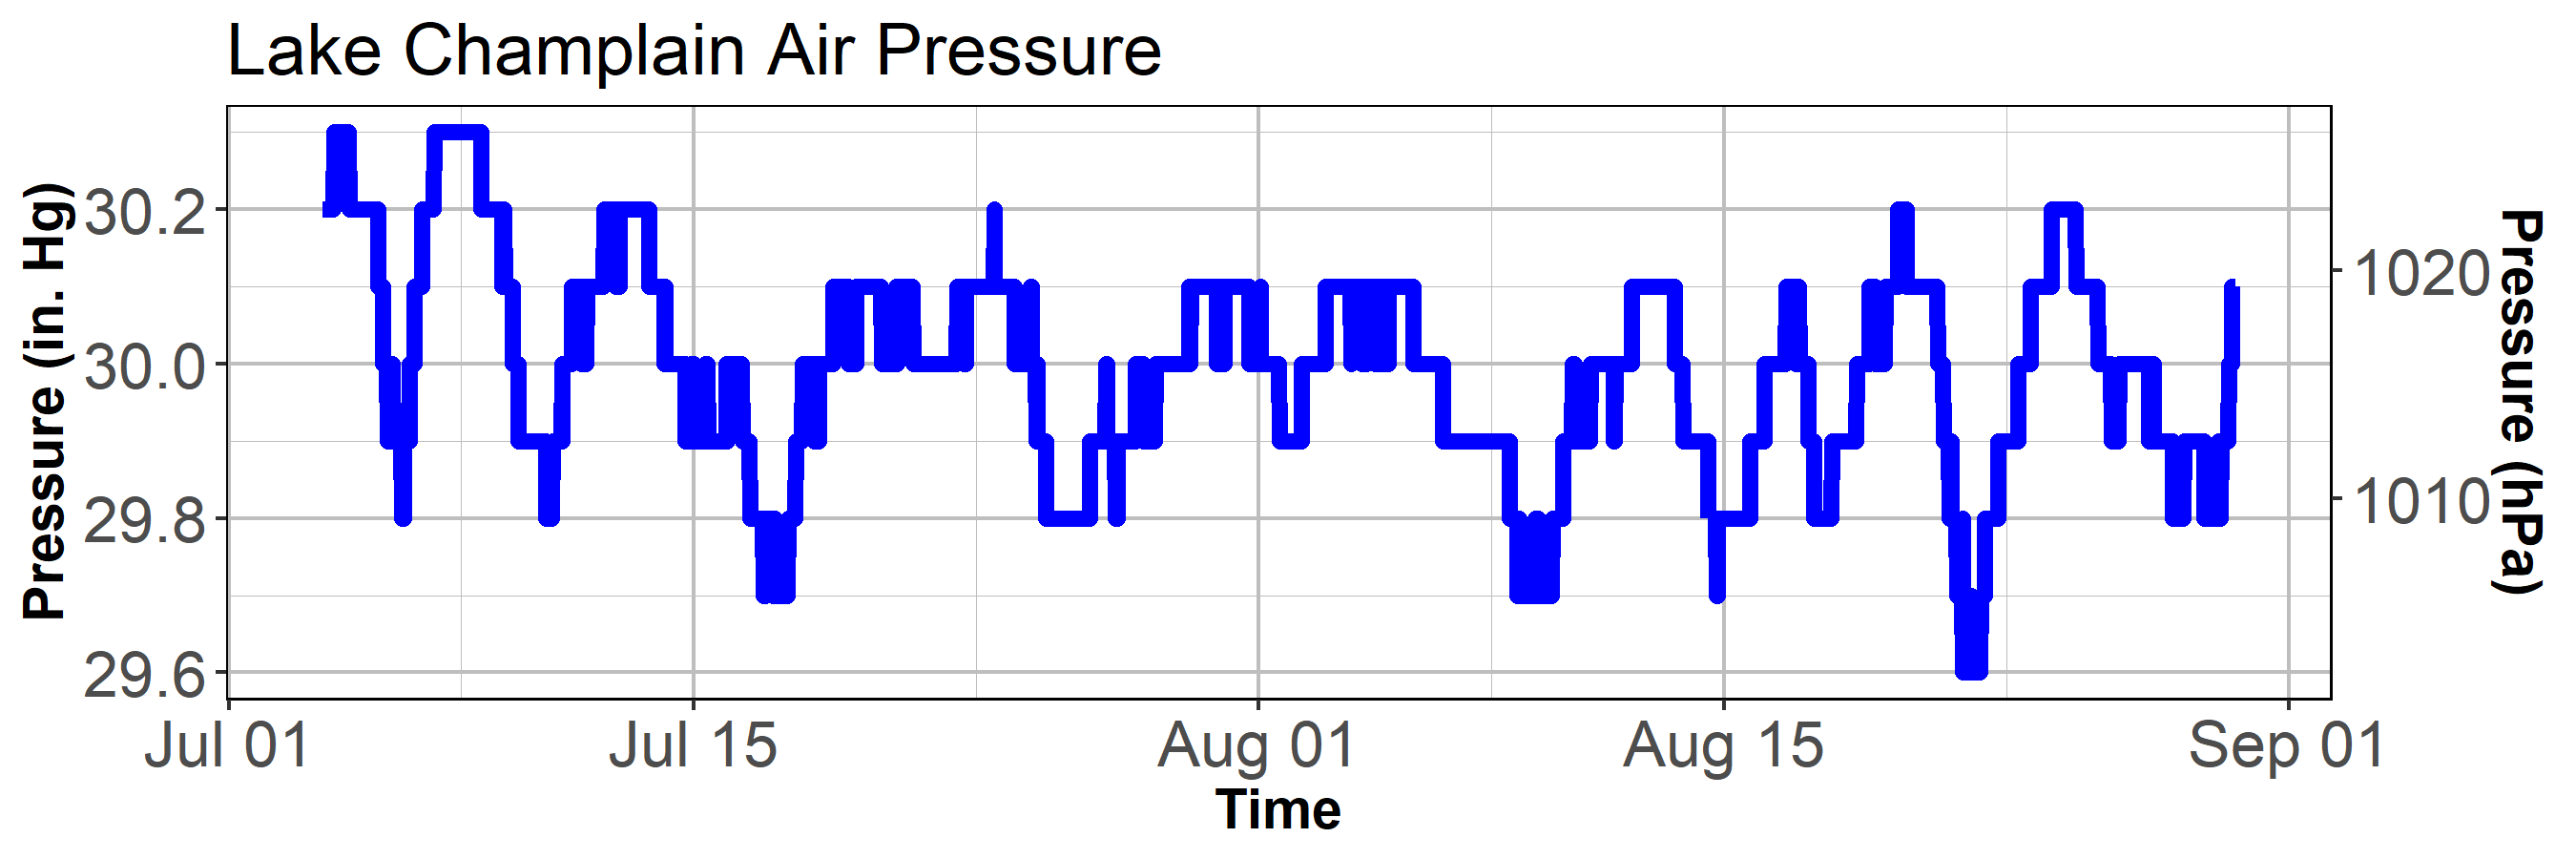 Lake Champlain Air Pressure
Pressure (in. Hg)
30.2
30.0
29.8
29.6
1020
1010
Pressure (hPa)
Jul 01
Jul 15
Aug 01
Aug 15
Sep 01
Time